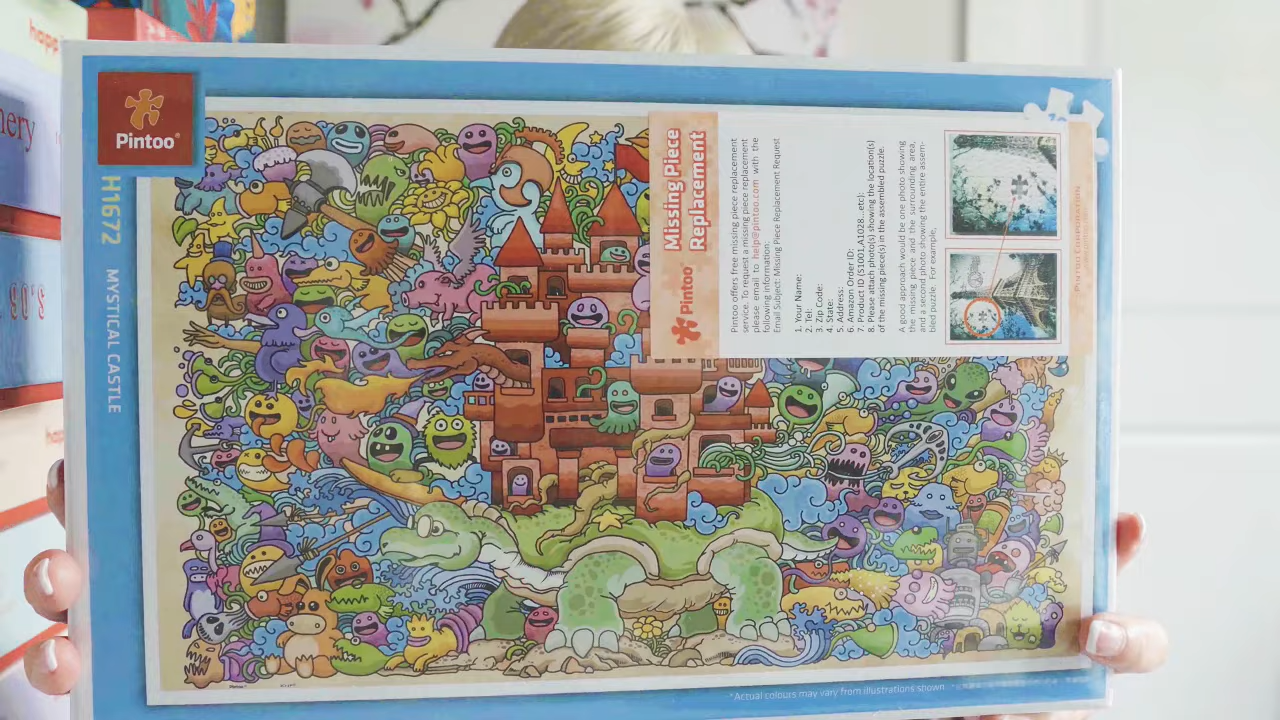 happ
nery
90'S
Pintoo®
H1672 MYSTICAL CASTLE
Pintoo
Missing Piece
Replacement
Pintoo offers free missing piece replacement
service. To request a missing piece replacement
please email to help@pintoo.com with the
following information:
Email Subject: Missing Piece Replacement Request
1. Your Name:
2. Tel:
3. Zip Code:
4. State:
5. Address:
6. Amazon Order ID:
7. Product ID (S1001,A1028...etc):
8. Please attach photo(s) showing the location(s)
of the missing piece(s) in the assembled puzzle.
A good approach would be one photo showing
the missing piece and the surrounding area,
and a second photo showing the entire assem-
bled puzzle. For example,
PINTOO CORPORATION
*Actual colours may vary from illustrations shown